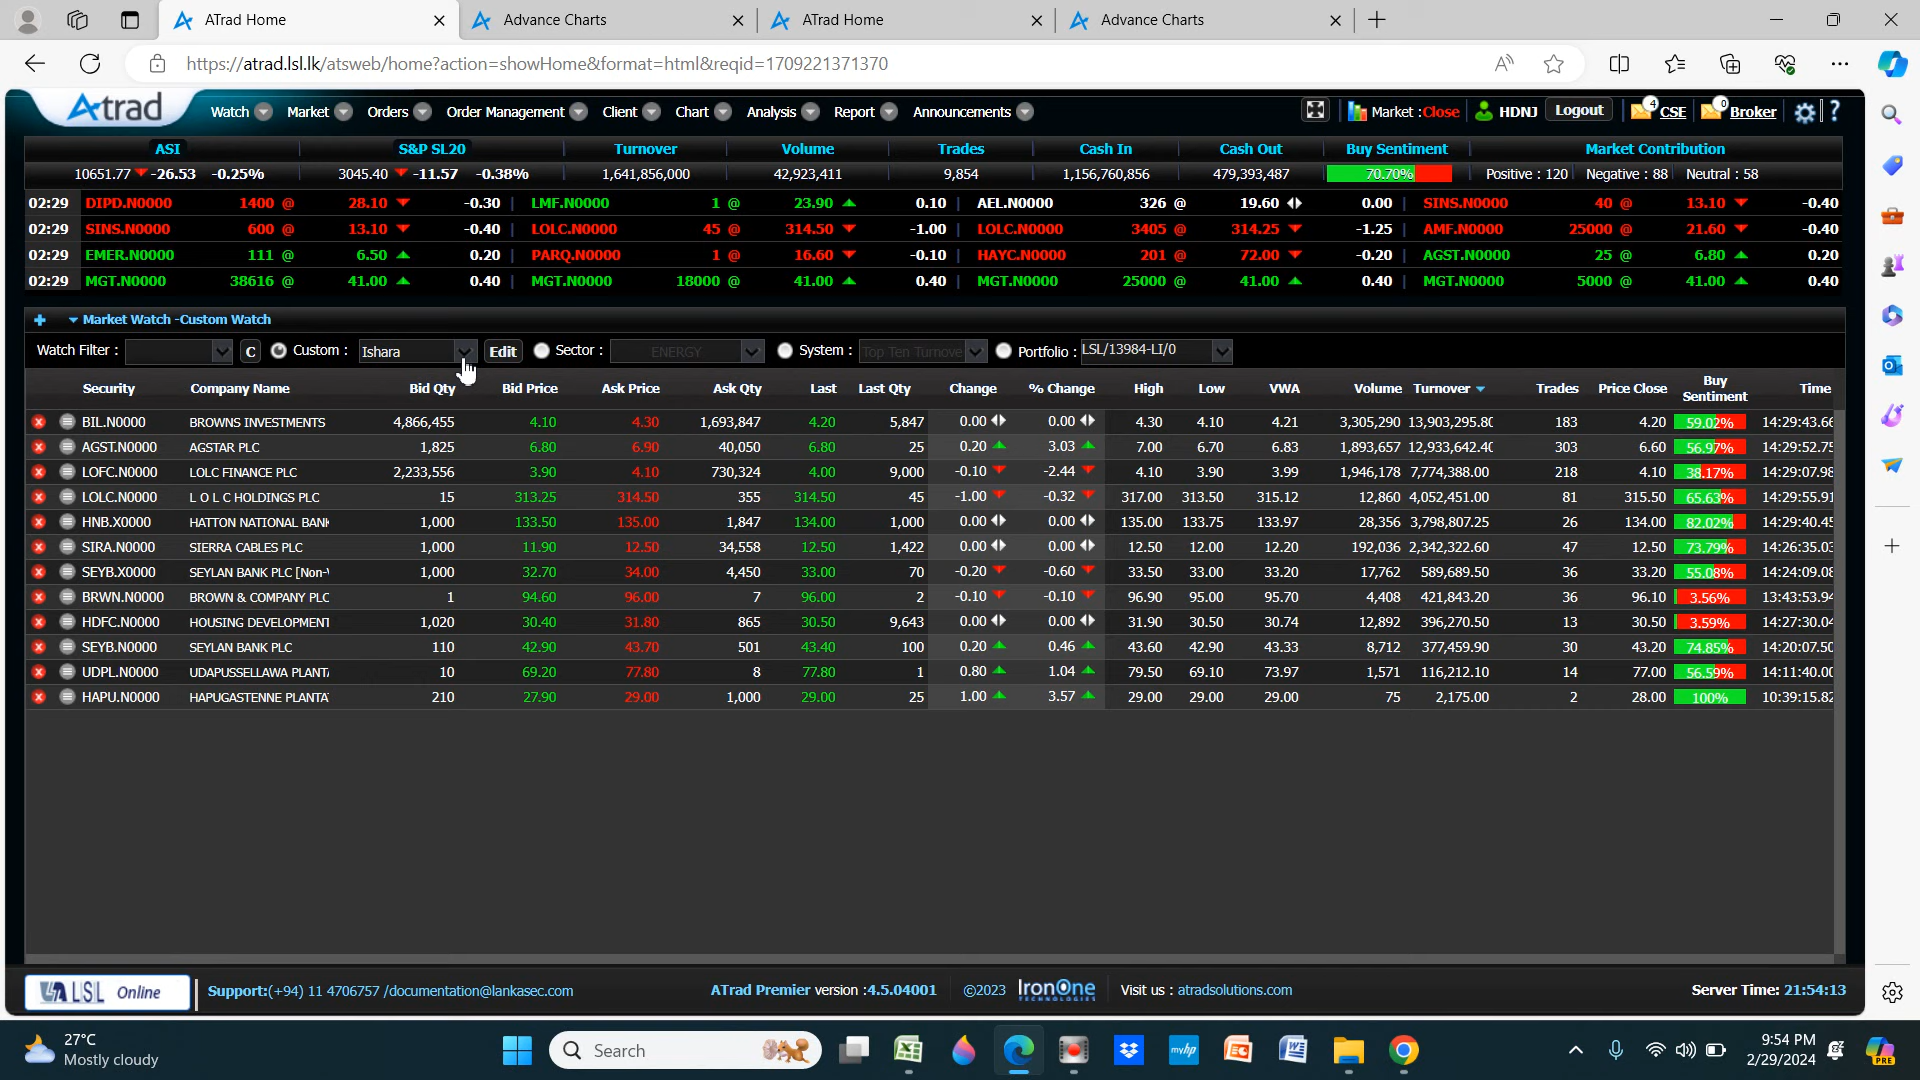 ATrad Home
Advance Charts
ATrad Home
Advance Charts
https://atrad.lsl.lk/atsweb/home?action=showHome&format=html&reqid=1709221371370
Atrad
Watch Market Orders Order Management Client Chart Analysis Report Announcements
Market :Close HDNJ Logout 4 CSE 0 Broker ?
ASI S&P SL20 Turnover Volume Trades Cash In Cash Out Buy Sentiment Market Contribution
10651.77 -26.53 -0.25% 3045.40 -11.57 -0.38% 1,641,856,000 42,923,411 9,854 1,156,760,856 479,393,487 70.70% Positive : 120 Negative : 88 Neutral : 58
02:29 DIPD.N0000 1400 @ 28.10 -0.30 LMF.N0000 1 @ 23.90 0.10 AEL.N0000 326 @ 19.60 0.00 SINS.N0000 40 @ 13.10 -0.40
02:29 SINS.N0000 600 @ 13.10 -0.40 LOLC.N0000 45 @ 314.50 -1.00 LOLC.N0000 3405 @ 314.25 -1.25 AMF.N0000 25000 @ 21.60 -0.40
02:29 EMER.N0000 111 @ 6.50 0.20 PARQ.N0000 1 @ 16.60 -0.10 HAYC.N0000 201 @ 72.00 -0.20 AGST.N0000 25 @ 6.80 0.20
02:29 MGT.N0000 38616 @ 41.00 0.40 MGT.N0000 18000 @ 41.00 0.40 MGT.N0000 25000 @ 41.00 0.40 MGT.N0000 5000 @ 41.00 0.40
Market Watch -Custom Watch
Watch Filter : C Custom : Ishara Edit Sector : ENERGY System : Top Ten Turnove Portfolio : LSL/13984-LI/0
Security Company Name Bid Qty Bid Price Ask Price Ask Qty Last Last Qty Change % Change High Low VWA Volume Turnover Trades Price Close Buy Sentiment Time
BIL.N0000 BROWNS INVESTMENTS 4,866,455 4.10 4.30 1,693,847 4.20 5,847 0.00 0.00 4.30 4.10 4.21 3,305,290 13,903,295.80 183 4.20 59.02% 14:29:43.66
AGST.N0000 AGSTAR PLC 1,825 6.80 6.90 40,050 6.80 25 0.20 3.03 7.00 6.70 6.83 1,893,657 12,933,642.40 303 6.60 56.97% 14:29:52.75
LOFC.N0000 LOLC FINANCE PLC 2,233,556 3.90 4.10 730,324 4.00 9,000 -0.10 -2.44 4.10 3.90 3.99 1,946,178 7,774,388.00 218 4.10 38.17% 14:29:07.98
LOLC.N0000 L O L C HOLDINGS PLC 15 313.25 314.50 355 314.50 45 -1.00 -0.32 317.00 313.50 315.12 12,860 4,052,451.00 81 315.50 65.63% 14:29:55.91
HNB.X0000 HATTON NATIONAL BANK 1,000 133.50 135.00 1,847 134.00 1,000 0.00 0.00 135.00 133.75 133.97 28,356 3,798,807.25 26 134.00 82.02% 14:29:40.45
SIRA.N0000 SIERRA CABLES PLC 1,000 11.90 12.50 34,558 12.50 1,422 0.00 0.00 12.50 12.00 12.20 192,036 2,342,322.60 47 12.50 73.79% 14:26:35.03
SEYB.X0000 SEYLAN BANK PLC [Non-V 1,000 32.70 34.00 4,450 33.00 70 -0.20 -0.60 33.50 33.00 33.20 17,762 589,689.50 36 33.20 55.08% 14:24:09.08
BRWN.N0000 BROWN & COMPANY PLC 1 94.60 96.00 7 96.00 2 -0.10 -0.10 96.90 95.00 95.70 4,408 421,843.20 36 96.10 3.56% 13:43:53.94
HDFC.N0000 HOUSING DEVELOPMENT 1,020 30.40 31.80 865 30.50 9,643 0.00 0.00 31.90 30.50 30.74 12,892 396,270.50 13 30.50 3.59% 14:27:30.04
SEYB.N0000 SEYLAN BANK PLC 110 42.90 43.70 501 43.40 100 0.20 0.46 43.60 42.90 43.33 8,712 377,459.90 30 43.20 74.85% 14:20:07.50
UDPL.N0000 UDAPUSSELLAWA PLANTA 10 69.20 77.80 8 77.80 1 0.80 1.04 79.50 69.10 73.97 1,571 116,212.10 14 77.00 56.59% 14:11:40.00
HAPU.N0000 HAPUGASTENNE PLANTA 210 27.90 29.00 1,000 29.00 25 1.00 3.57 29.00 29.00 29.00 75 2,175.00 2 28.00 100% 10:39:15.82
LSL Online Support:(+94) 11 4706757 /documentation@lankasec.com ATrad Premier version :4.5.04001 ©2023 IronOne TECHNOLOGIES Visit us : atradsolutions.com Server Time: 21:54:13
27°C
Mostly cloudy
Search
myhp
9:54 PM
2/29/2024
PRE